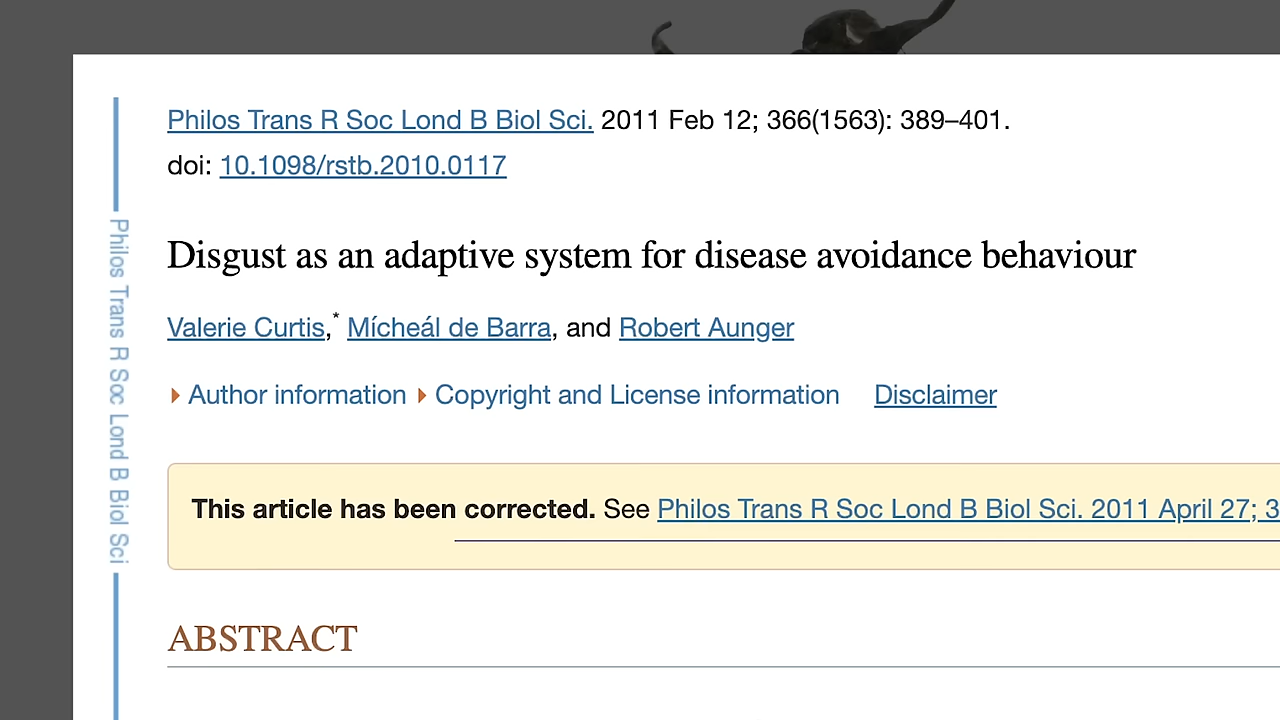 Philos Trans R Soc Lond B Biol Sci. 2011 Feb 12; 366(1563): 389–401.
doi: 10.1098/rstb.2010.0117
Philos Trans R Soc Lond B Biol Sci
Disgust as an adaptive system for disease avoidance behaviour
Valerie Curtis,* Mícheál de Barra, and Robert Aunger
Author information Copyright and License information Disclaimer
This article has been corrected. See Philos Trans R Soc Lond B Biol Sci. 2011 April 27; 3
ABSTRACT